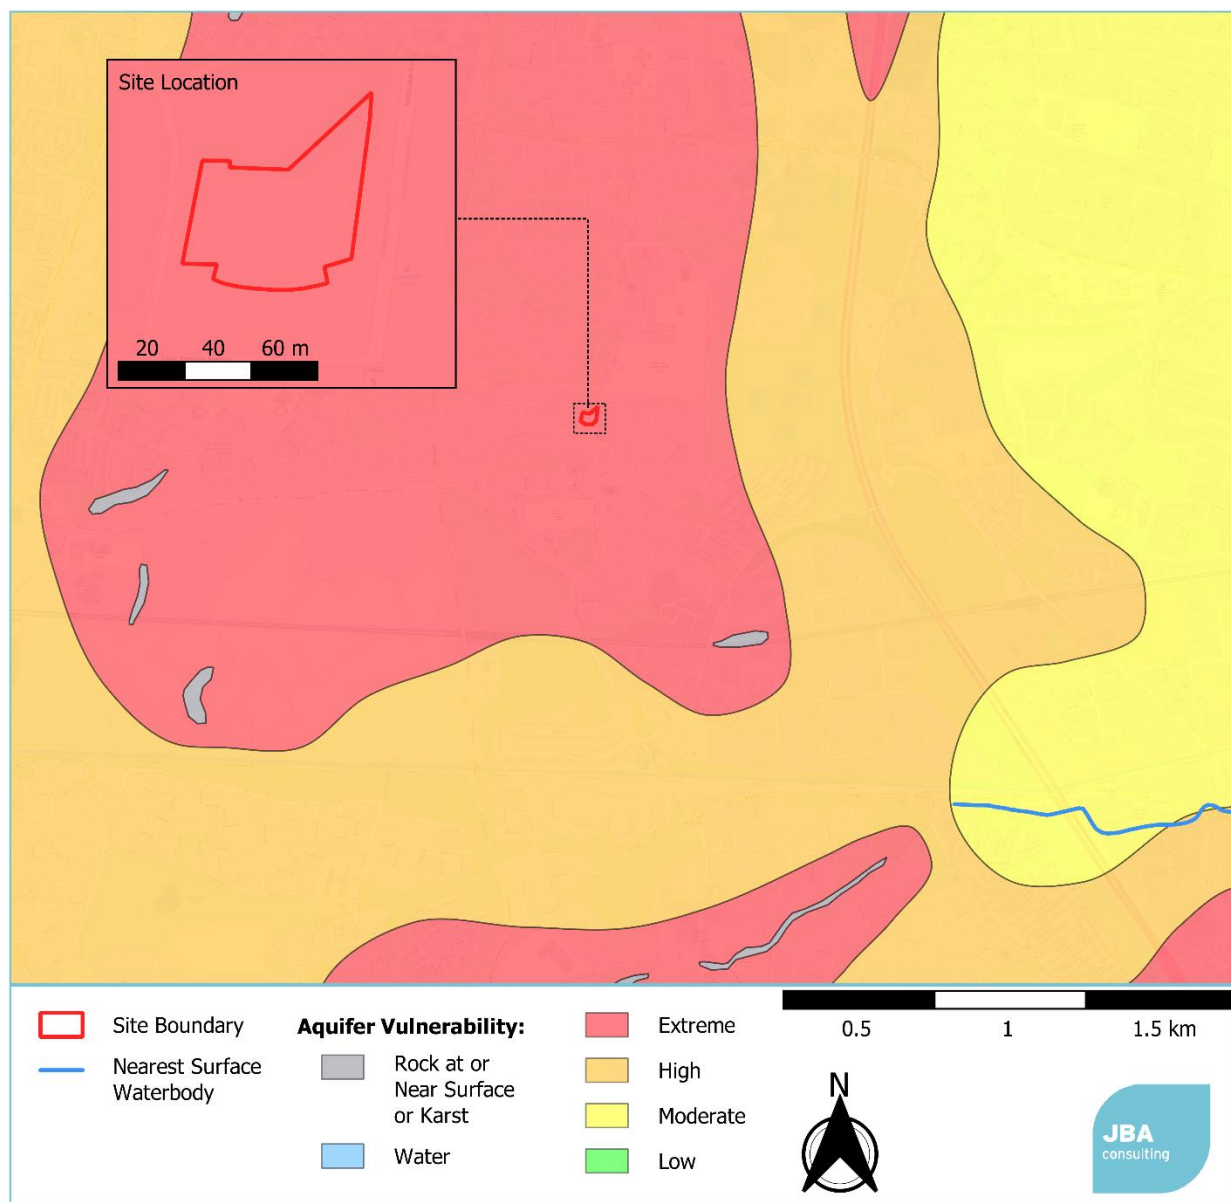 Site Location
20 40 60 m
Site Boundary
Nearest Surface
Waterbody
Aquifer Vulnerability:
Rock at or
Near Surface
or Karst
Water
Extreme
High
Moderate
Low
0.5 1 1.5 km
N
JBA
consulting